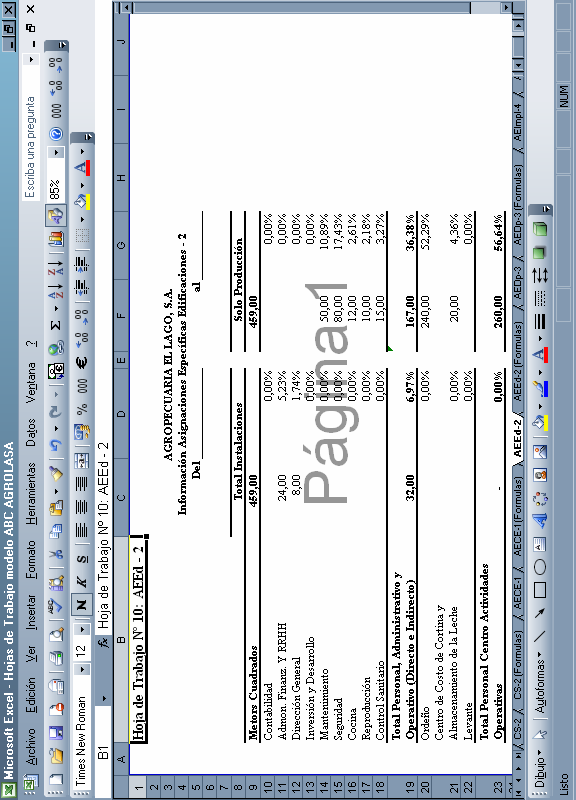 Microsoft Excel - Hojas de Trabajo modelo ABC AGROLASA
Archivo Edición Ver Insertar Formato Herramientas Datos Ventana ? Escriba una pregunta
85%
Times New Roman 12 N K S % 000 €
B1 fx Hoja de Trabajo Nº 10: AEEd - 2
A B C D E F G H I J
1 Hoja de Trabajo Nº 10: AEEd - 2
2
3 AGROPECUARIA EL LAGO, S.A.
4 Información Asignaciones Específicas Edificaciones - 2
5 Del al
6
7
8 Total Instalaciones Solo Producción
9 Metors Cuadrados 459,00 459,00
10 Contabilidad 0,00% 0,00%
11 Admon. Finanz. Y RRHH 24,00 5,23% 0,00%
12 Dirección General 8,00 1,74% 0,00%
13 Inversión y Desarrollo 0,00% 0,00%
14 Mantenimiento 0,00% 50,00 10,89%
15 Seguridad 0,00% 80,00 17,43%
16 Cocina 0,00% 12,00 2,61%
17 Reproducción 0,00% 10,00 2,18%
18 Control Sanitario 0,00% 15,00 3,27%
Total Personal, Administrativo y
19 Operativo (Directo e Indirecto) 32,00 6,97% 167,00 36,38%
20 Ordeño 0,00% 240,00 52,29%
Centro de Costo de Cortina y
21 Almacenamiento de la Leche 0,00% 20,00 4,36%
22 Levante 0,00% 0,00%
Total Personal Centro Actividades
23 Operativas - 0,00% 260,00 56,64%
24
Página 1
CS-2 CS-2 (Formulas) AECE-1 AECE-1 (Formulas) AEEd-2 AEEd-2 (Formulas) AEDp-3 AEDp-3 (Formulas) AEImpl-4
Dibujo Autoformas
Listo NUM